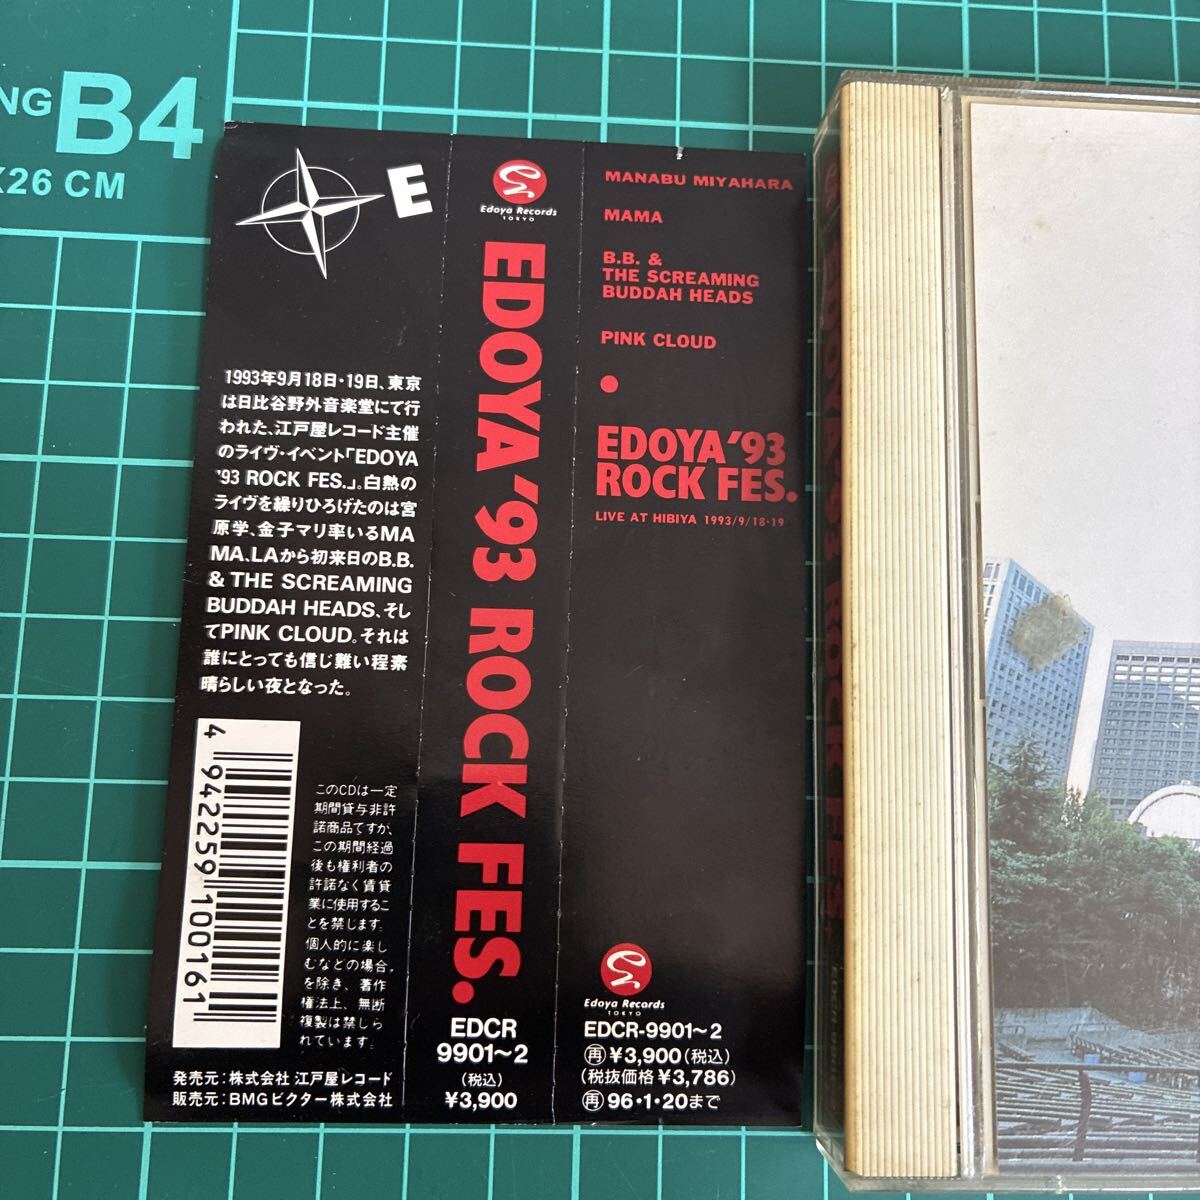 NG B4
X26 CM
E
1993年9月18日・19日、東京
は日比谷野外音楽堂にて行
われた、江戸屋レコード主催
のライヴ・イベント「EDOYA
'93 ROCK FES.」。白熱の
ライヴを繰りひろげたのは宮
原学、金子マリ率いるMA
MA、LAから初来日のB.B.
& THE SCREAMING
BUDDAH HEADS、そし
てPINK CLOUD。それは
誰にとっても信じ難い程素
晴らしい夜となった。
4 942259 100161
このCDは一定
期間貸与非許
諾商品ですが、
この期間経過
後も権利者の
許諾なく賃貸
業に使用するこ
とを禁じます。
個人的に楽し
むなどの場合。
を除き、著作
権法上、無断
複製は禁じら
れています。
発売元：株式会社 江戸屋レコード
販売元：BMGビクター株式会社
Edoya Records
TOKYO
EDOYA '93 ROCK FES.
EDCR
9901〜2
(税込)
¥3,900
MANABU MIYAHARA
MAMA
B.B. &
THE SCREAMING
BUDDAH HEADS
PINK CLOUD
EDOYA '93
ROCK FES.
LIVE AT HIBIYA 1993/9/18・19
Edoya Records
TOKYO
EDCR-9901〜2
再 ¥3,900(税込)
(税抜価格 ¥3,786)
再 96・1・20まで
EDOYA '93 ROCK FES.